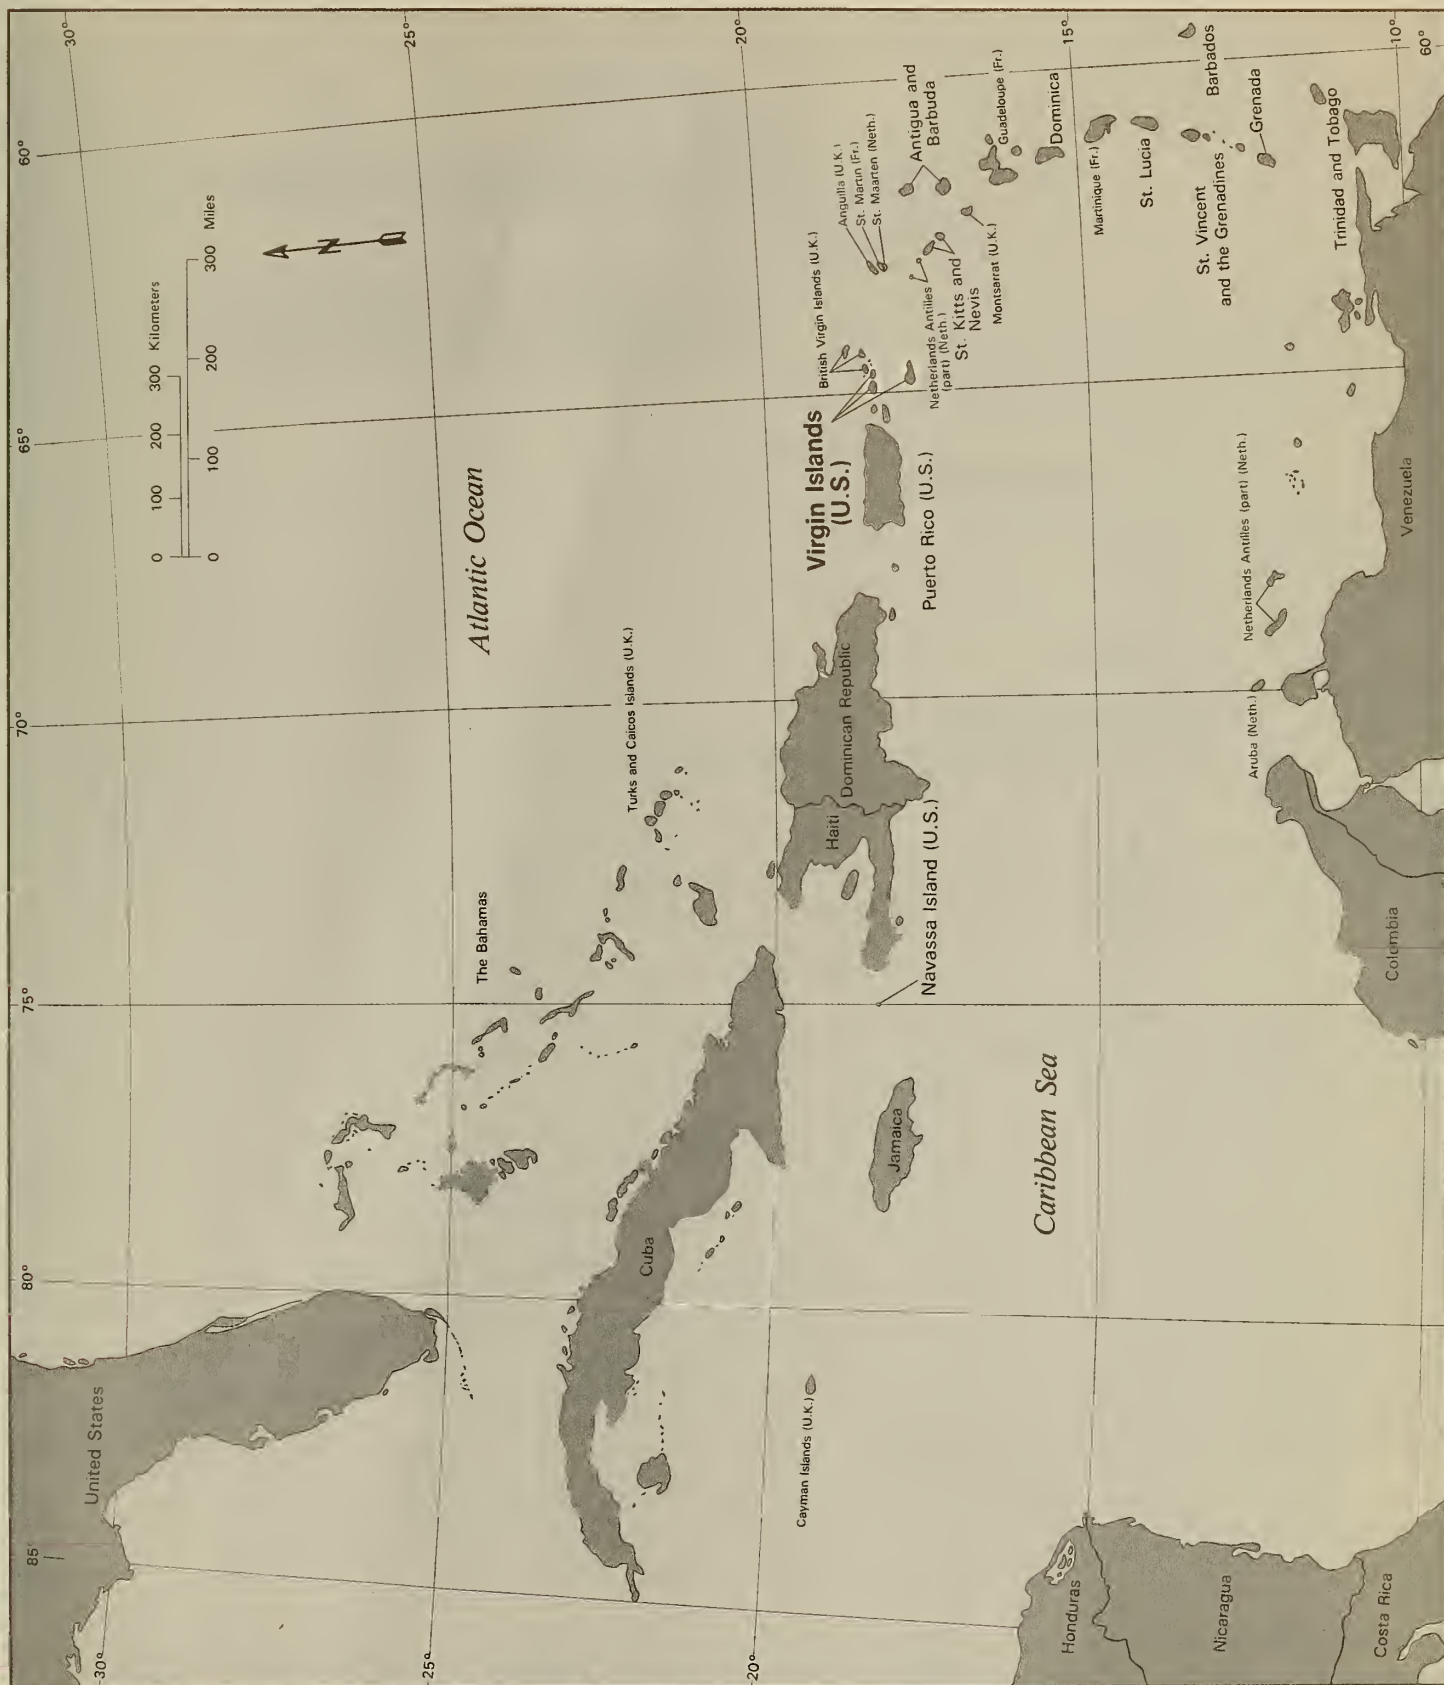 85°
80°
75°
70°
65°
60°
30°
25°
20°
15°
10°
60°
30°
25°
20°
0 100 200 300 Kilometers
0 100 200 300 Miles
N
United States
Atlantic Ocean
The Bahamas
Turks and Caicos Islands (U.K.)
Cuba
Cayman Islands (U.K.)
Jamaica
Navassa Island (U.S.)
Haiti
Dominican Republic
Puerto Rico (U.S.)
Virgin Islands
(U.S.)
British Virgin Islands (U.K.)
Anguilla (U.K.)
St. Martin (Fr.)
St. Maarten (Neth.)
Netherlands Antilles
(part) (Neth.)
St. Kitts and
Nevis
Antigua and
Barbuda
Montsarrat (U.K.)
Guadeloupe (Fr.)
Dominica
Martinique (Fr.)
St. Lucia
St. Vincent
and the Grenadines
Barbados
Grenada
Trinidad and Tobago
Caribbean Sea
Netherlands Antilles (part) (Neth.)
Aruba (Neth.)
Venezuela
Colombia
Honduras
Nicaragua
Costa Rica